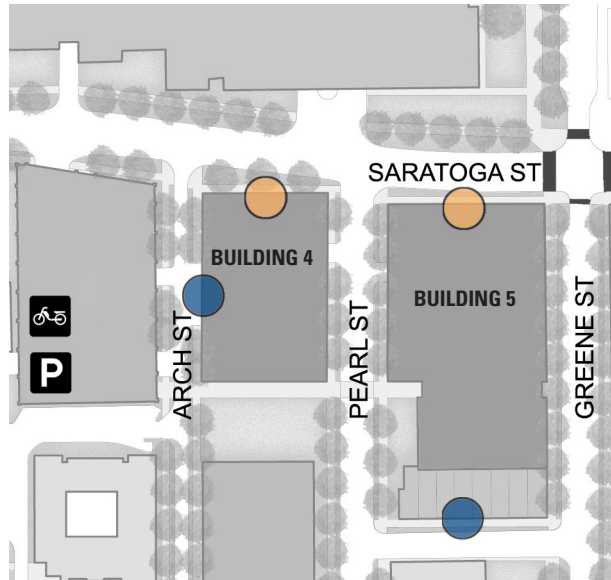 SARATOGA ST
BUILDING 4
BUILDING 5
ARCH ST
PEARL ST
GREENE ST
P